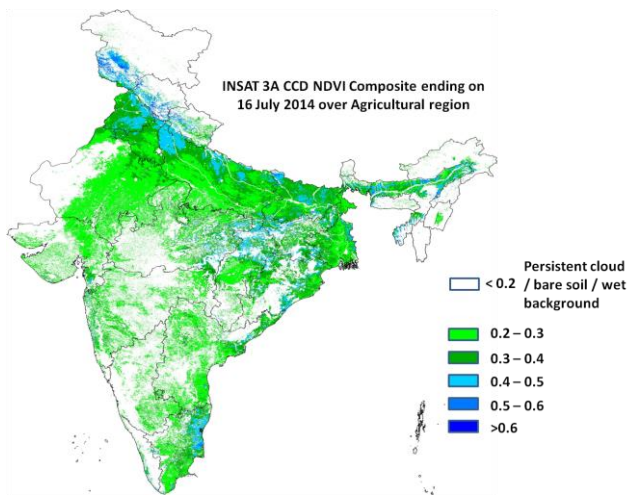 INSAT 3A CCD NDVI Composite ending on
16 July 2014 over Agricultural region
< 0.2 Persistent cloud
/ bare soil / wet
background
0.2 – 0.3
0.3 – 0.4
0.4 – 0.5
0.5 – 0.6
>0.6